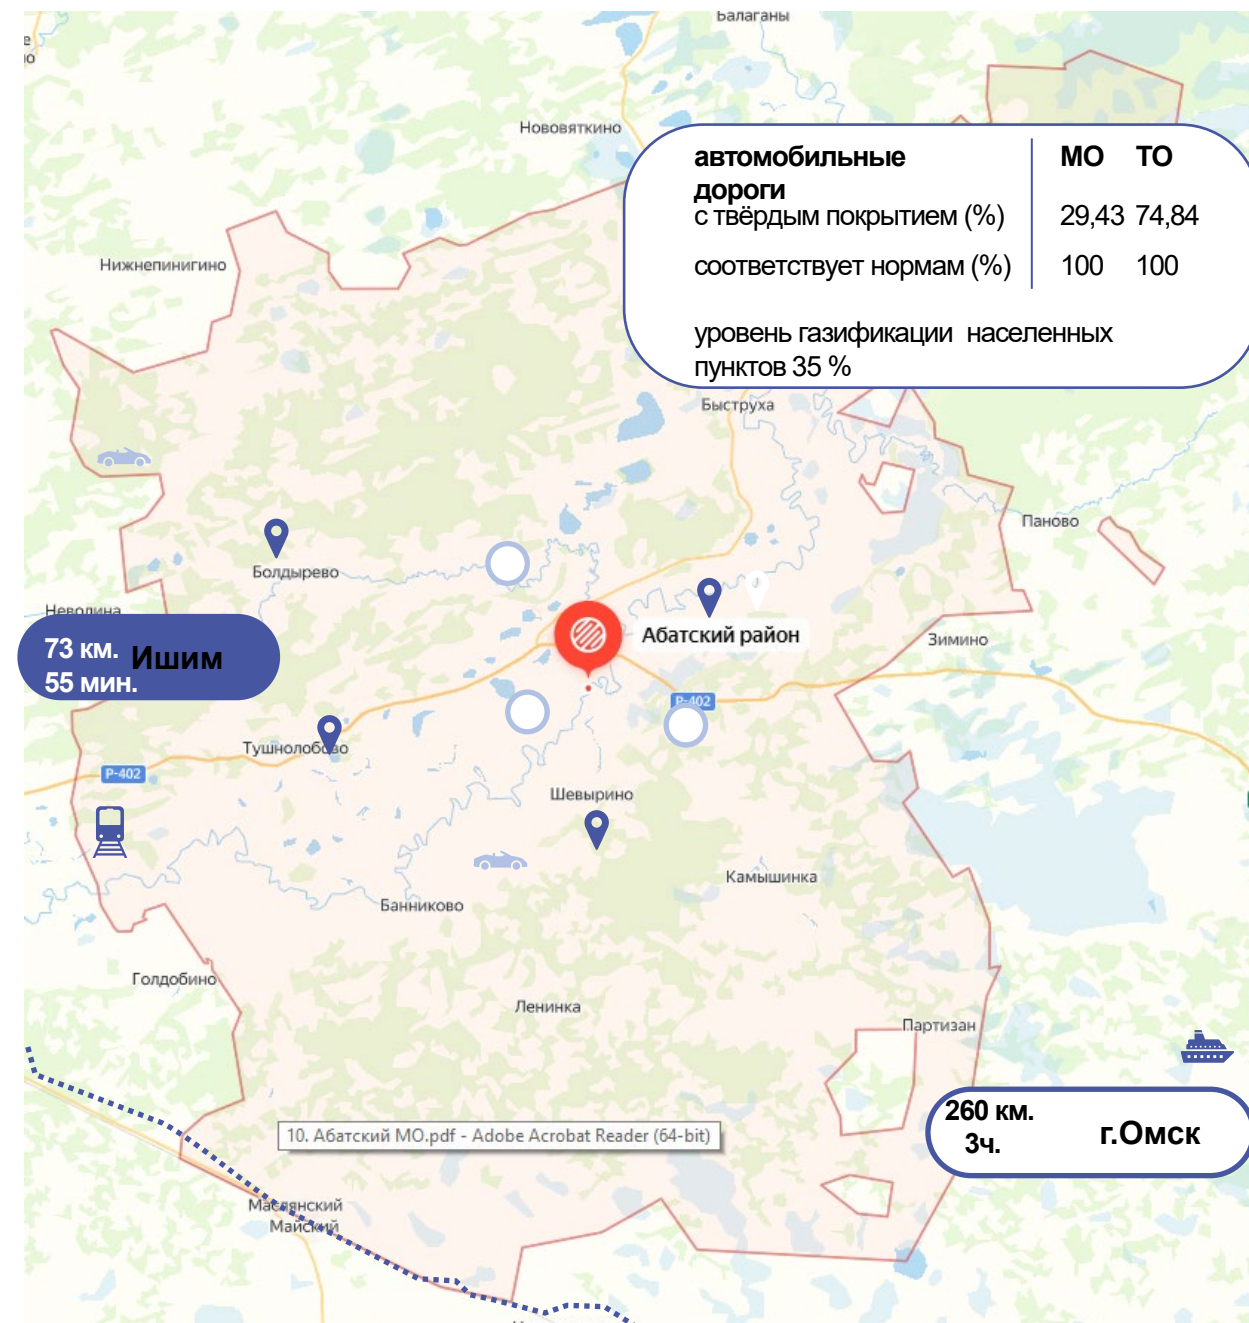 Балаганы
е
ю
Нововяткино
автомобильные МО ТО
дороги
с твёрдым покрытием (%) 29,43 74,84
Нижнепинигино
соответствует нормам (%) 100 100
уровень газификации населенных
пунктов 35 %
Быструха
Паново
Болдырево
Неволина
Абатский район
Зимино
73 км. Ишим
55 мин.
Р-402
Тушнолобово
Р-402
Шевырино
Камышинка
Банниково
Голдобино
Ленинка
Партизан
260 км.
3ч. г.Омск
10. Абатский МО.pdf - Adobe Acrobat Reader (64-bit)
Маслянский
Майский